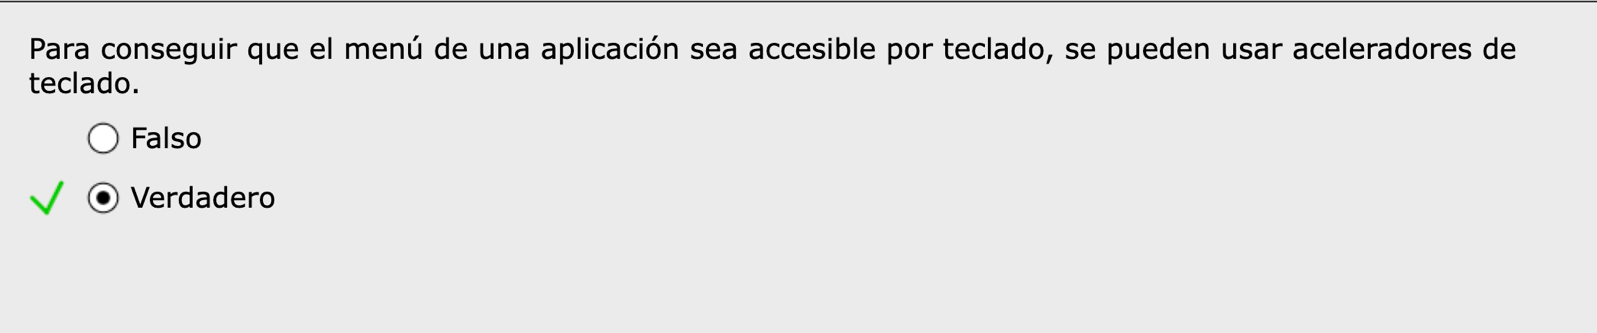 Para conseguir que el menú de una aplicación sea accesible por teclado, se pueden usar aceleradores de
teclado.
Falso
Verdadero